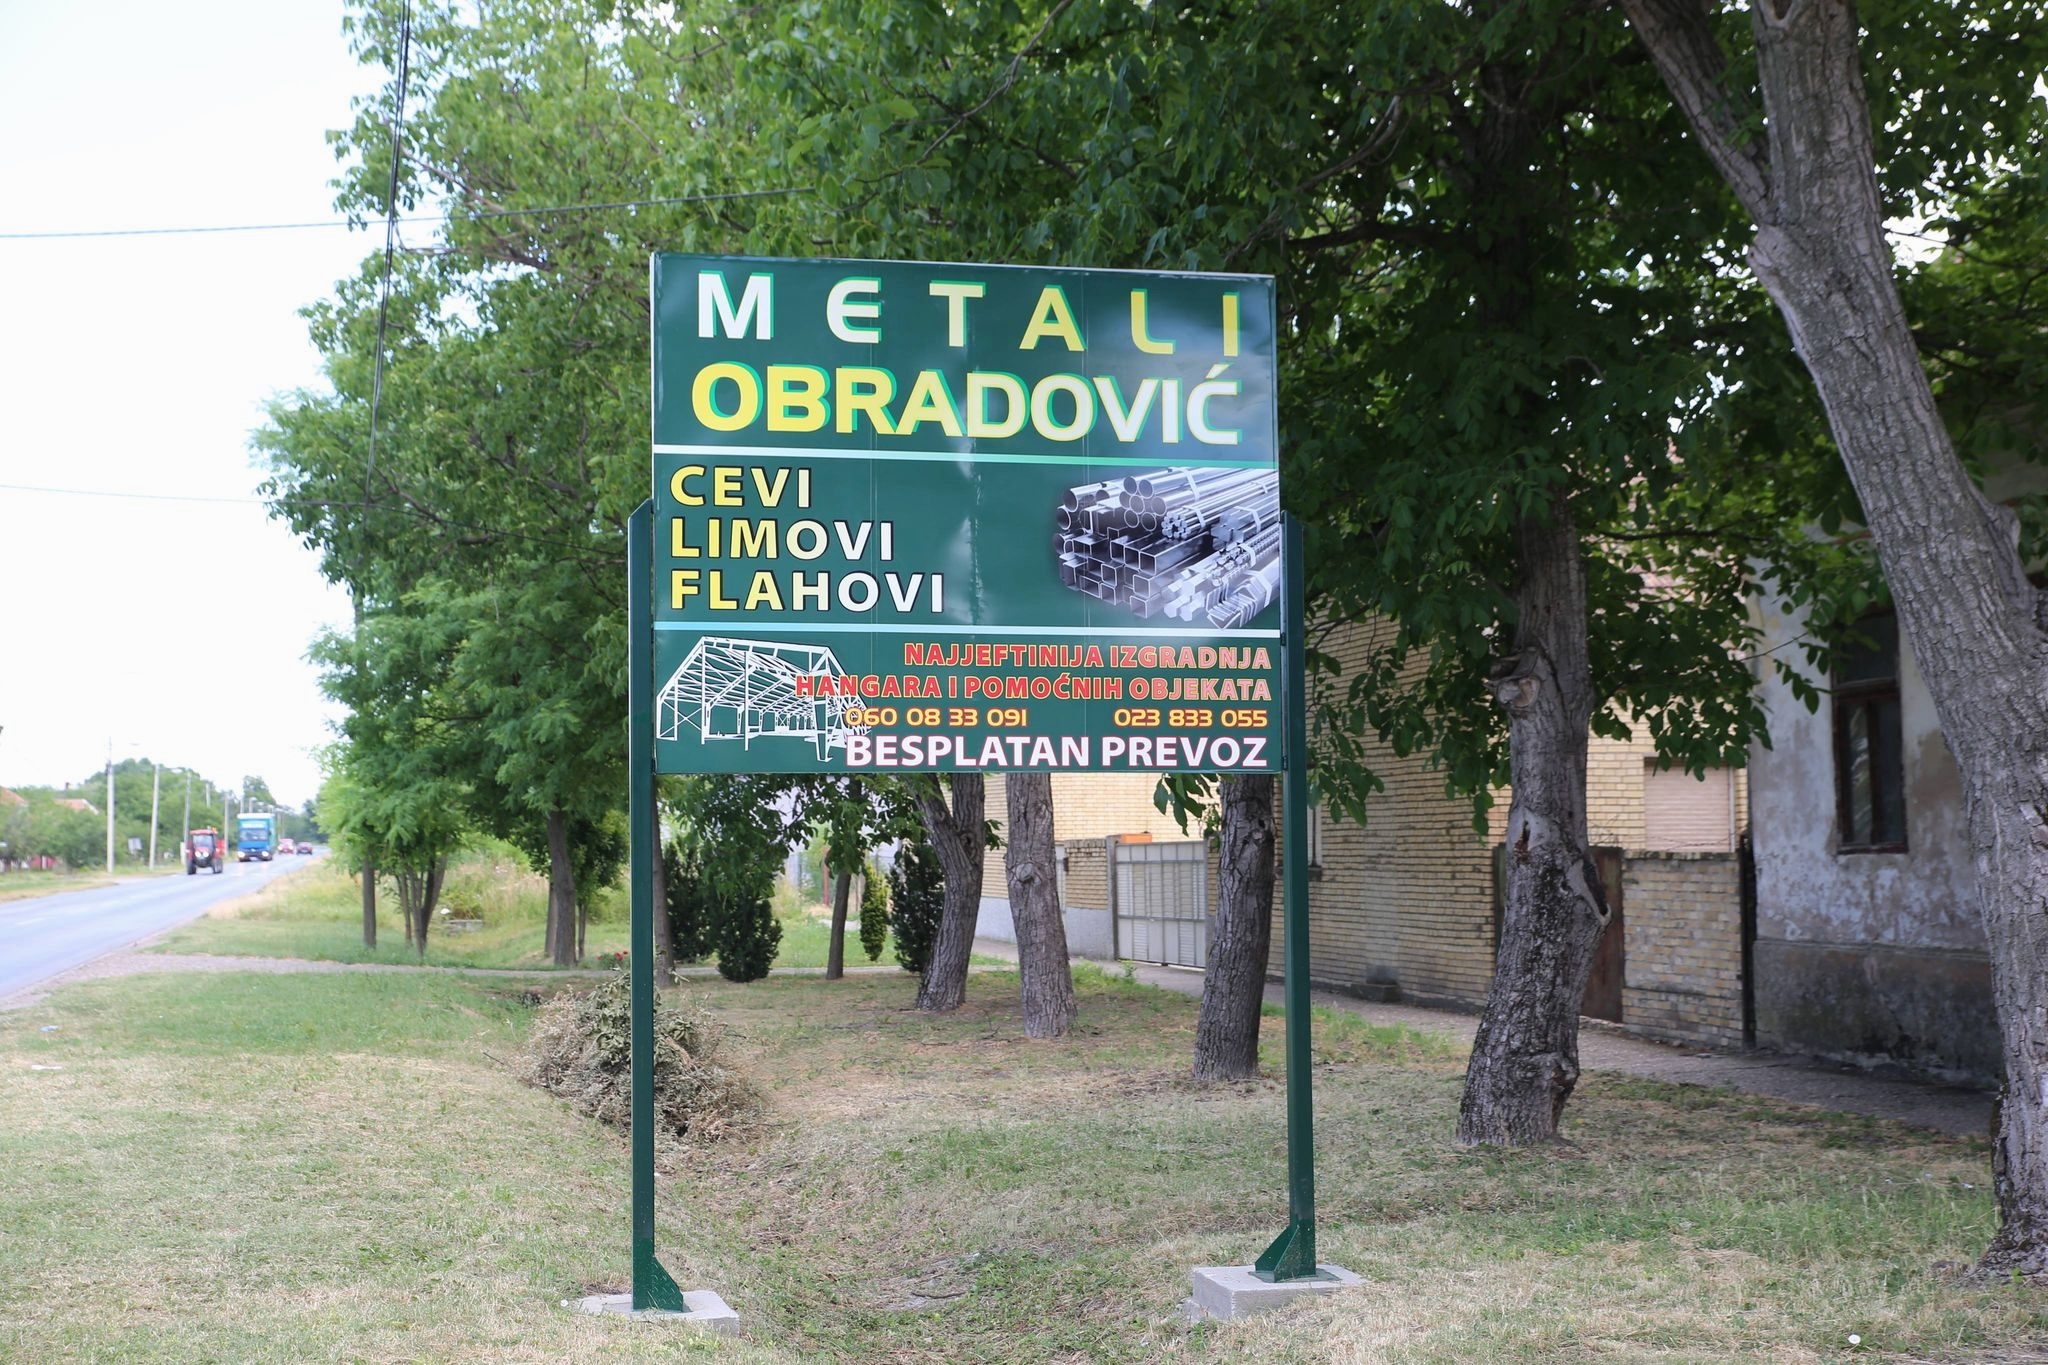 METALI
OBRADOVIĆ
CEVI
LIMOVI
FLAHOVI
NAJJEFTINIJA IZGRADNJA
HANGARA I POMOĆNIH OBJEKATA
060 08 33 091 023 833 055
BESPLATAN PREVOZ